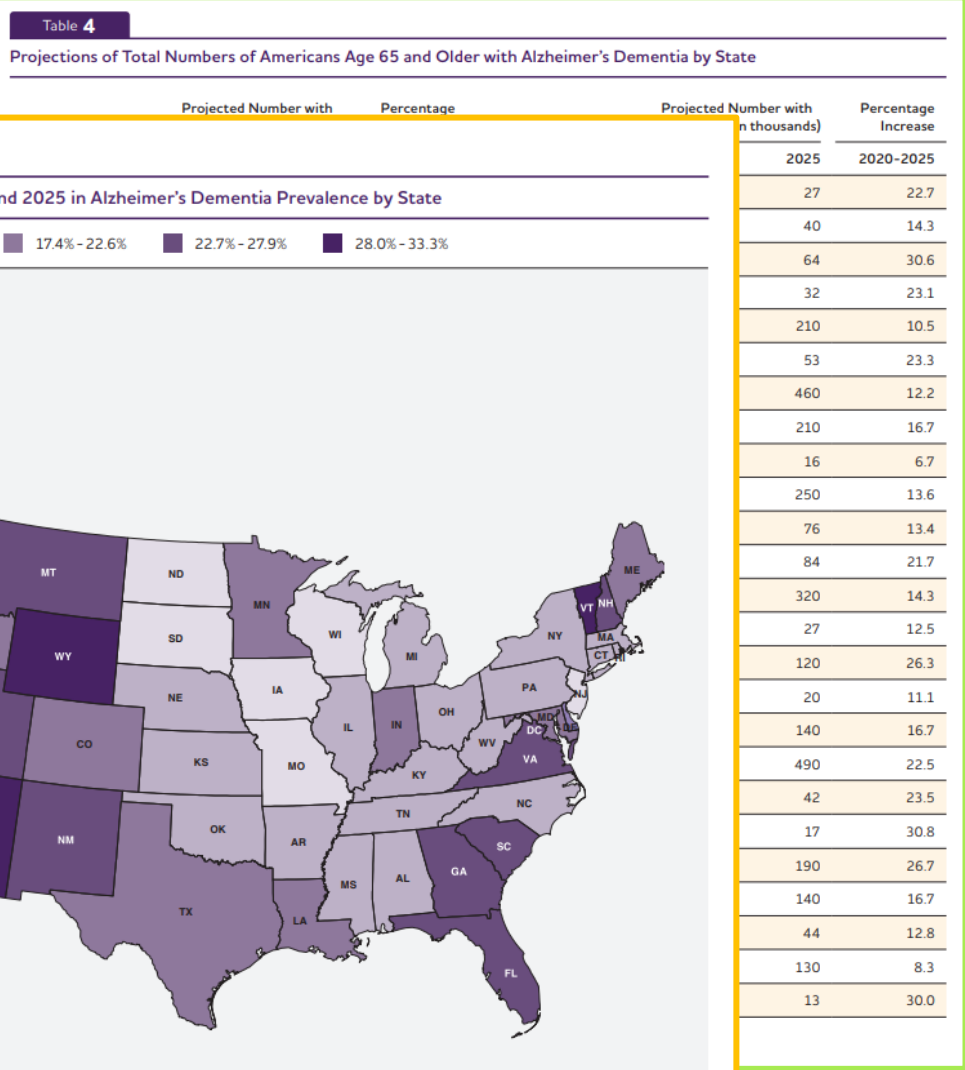 Table 4
Projections of Total Numbers of Americans Age 65 and Older with Alzheimer's Dementia by State
Projected Number with Percentage Projected Number with Percentage
n thousands) Increase
2025 2020-2025
nd 2025 in Alzheimer's Dementia Prevalence by State
17.4% - 22.6% 22.7% - 27.9% 28.0% - 33.3%
27 22.7
40 14.3
64 30.6
32 23.1
210 10.5
53 23.3
460 12.2
210 16.7
16 6.7
250 13.6
76 13.4
84 21.7
320 14.3
27 12.5
120 26.3
20 11.1
140 16.7
490 22.5
42 23.5
17 30.8
190 26.7
140 16.7
44 12.8
130 8.3
13 30.0
MT ND MN ME
VT NH
SD WI NY MA
WY MI CT RI
NE IA PA NJ
CO IL IN OH MD DE
KS MO WV DC
KY VA
OK TN NC
NM AR SC
MS AL GA
TX LA
FL